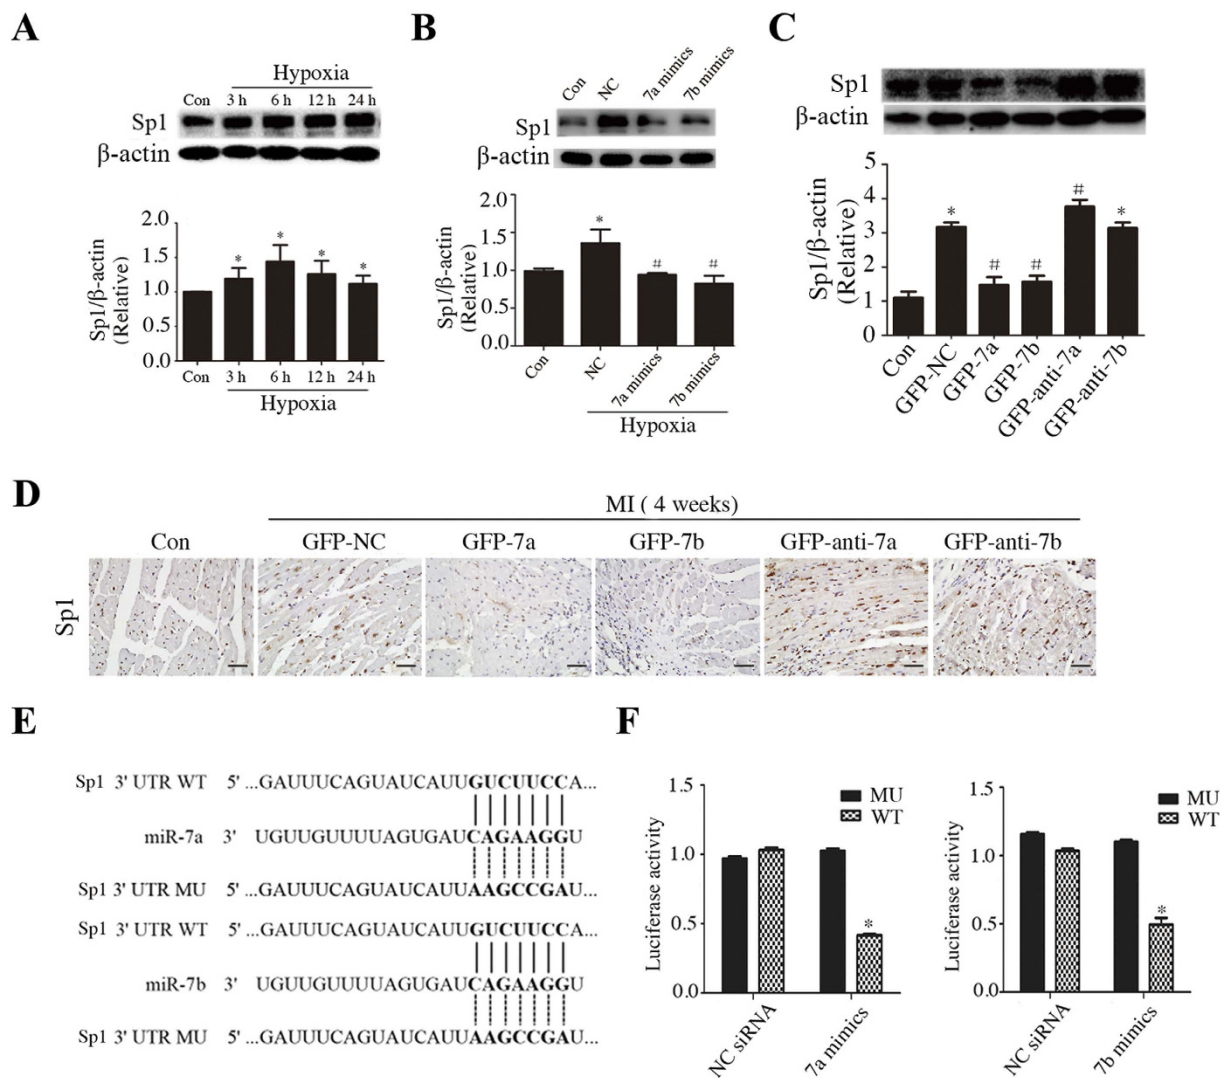 A
Hypoxia
Con 3 h 6 h 12 h 24 h
Sp1
β-actin
Sp1/β-actin
(Relative)
2.0
1.5
1.0
0.5
0.0
* * * *
Con 3 h 6 h 12 h 24 h
Hypoxia
B
Con NC 7a mimics 7b mimics
Sp1
β-actin
Sp1/β-actin
(Relative)
2.0
1.5
1.0
0.5
0.0
* # #
Con NC 7a mimics 7b mimics
Hypoxia
C
Sp1
β-actin
Sp1/β-actin
(Relative)
5
4
3
2
1
0
* # # # *
Con GFP-NC GFP-7a GFP-7b GFP-anti-7a GFP-anti-7b
D
MI ( 4 weeks)
Con GFP-NC GFP-7a GFP-7b GFP-anti-7a GFP-anti-7b
Sp1
E
Sp1 3' UTR WT 5' ...GAUUUCAGUAUCAUUGUCUUCCA...
miR-7a 3' UGUUGUUUUAGUGAUCAGAAGGU
Sp1 3' UTR MU 5' ...GAUUUCAGUAUCAUUAAGCCGAU...
Sp1 3' UTR WT 5' ...GAUUUCAGUAUCAUUGUCUUCCA...
miR-7b 3' UGUUGUUUUAGUGAUCAGAAGGU
Sp1 3' UTR MU 5' ...GAUUUCAGUAUCAUUAAGCCGAU...
F
Luciferase activity
1.5
1.0
0.5
0.0
MU
WT
*
NC siRNA 7a mimics
Luciferase activity
1.5
1.0
0.5
0.0
MU
WT
*
NC siRNA 7b mimics